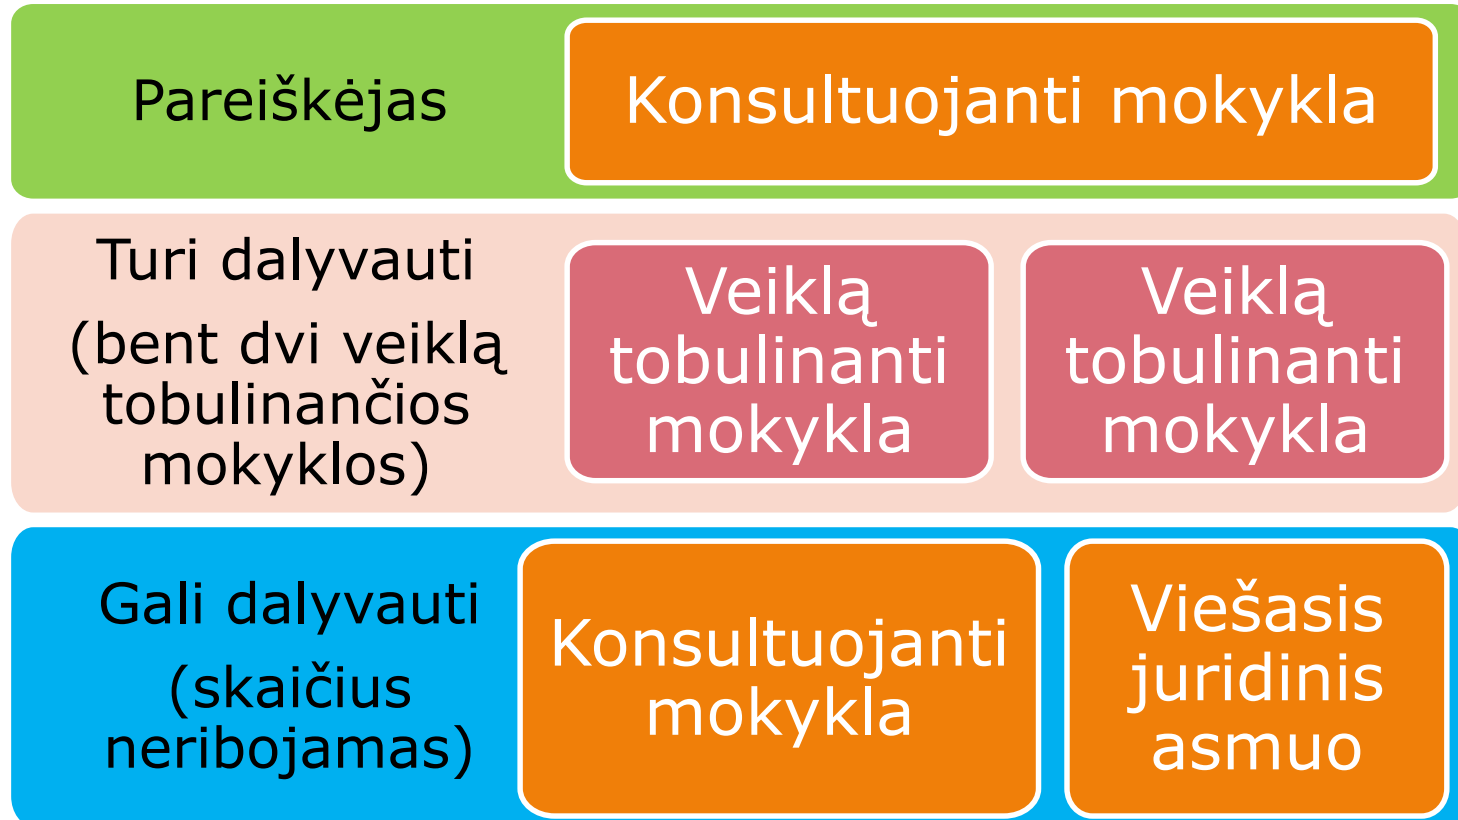 Pareiškėjas
Konsultuojanti mokykla
Turi dalyvauti
(bent dvi veiklą
tobulinančios
mokyklos)
Veiklą
tobulinanti
mokykla
Veiklą
tobulinanti
mokykla
Gali dalyvauti
(skaičius
neribojamas)
Konsultuojanti
mokykla
Viešasis
juridinis
asmuo